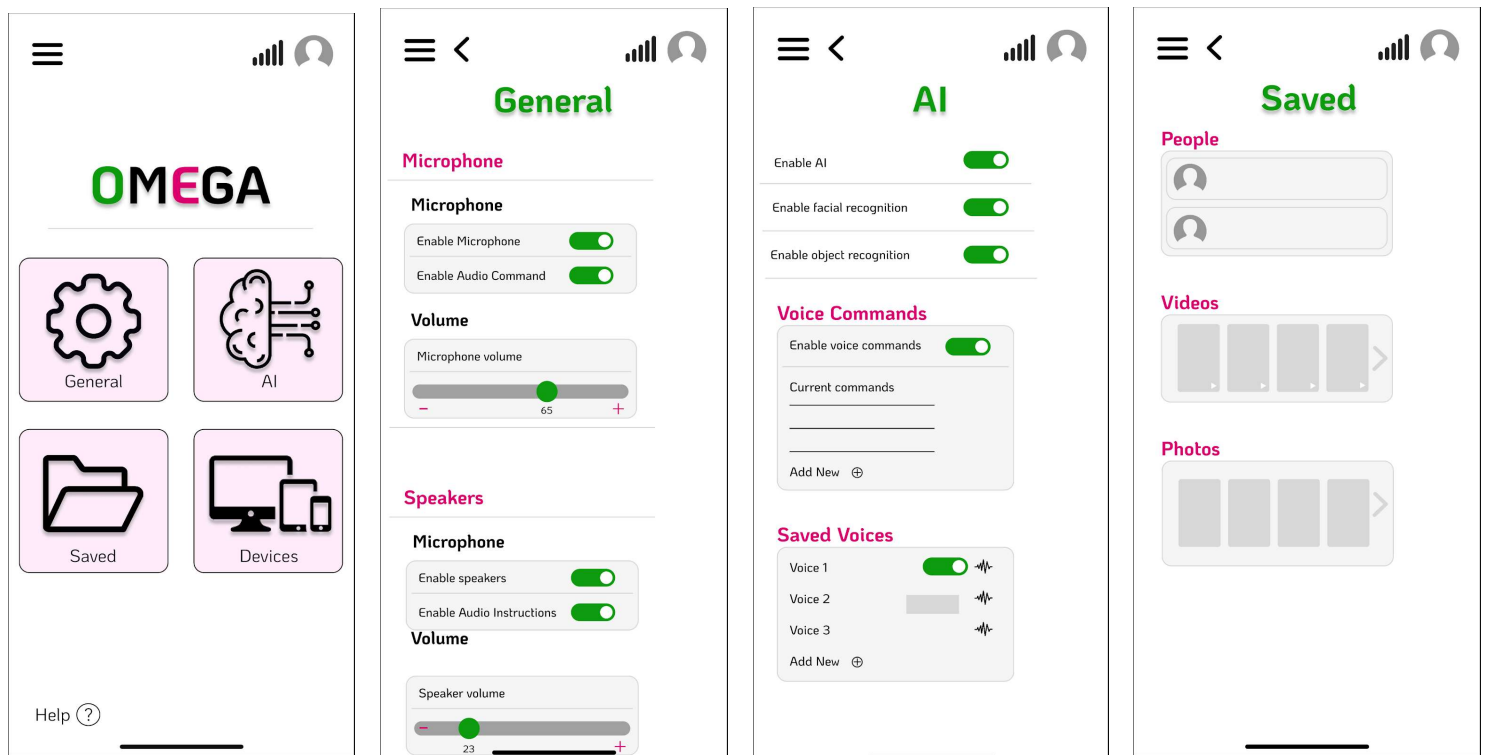 OMEGA
General
AI
Saved
Devices
Help ?
General
Microphone
Microphone
Enable Microphone
Enable Audio Command
Volume
Microphone volume
− 65 +
Speakers
Microphone
Enable speakers
Enable Audio Instructions
Volume
Speaker volume
−
23 +
AI
Enable AI
Enable facial recognition
Enable object recognition
Voice Commands
Enable voice commands
Current commands
Add New ⊕
Saved Voices
Voice 1
Voice 2
Voice 3
Add New ⊕
Saved
People
Videos
Photos